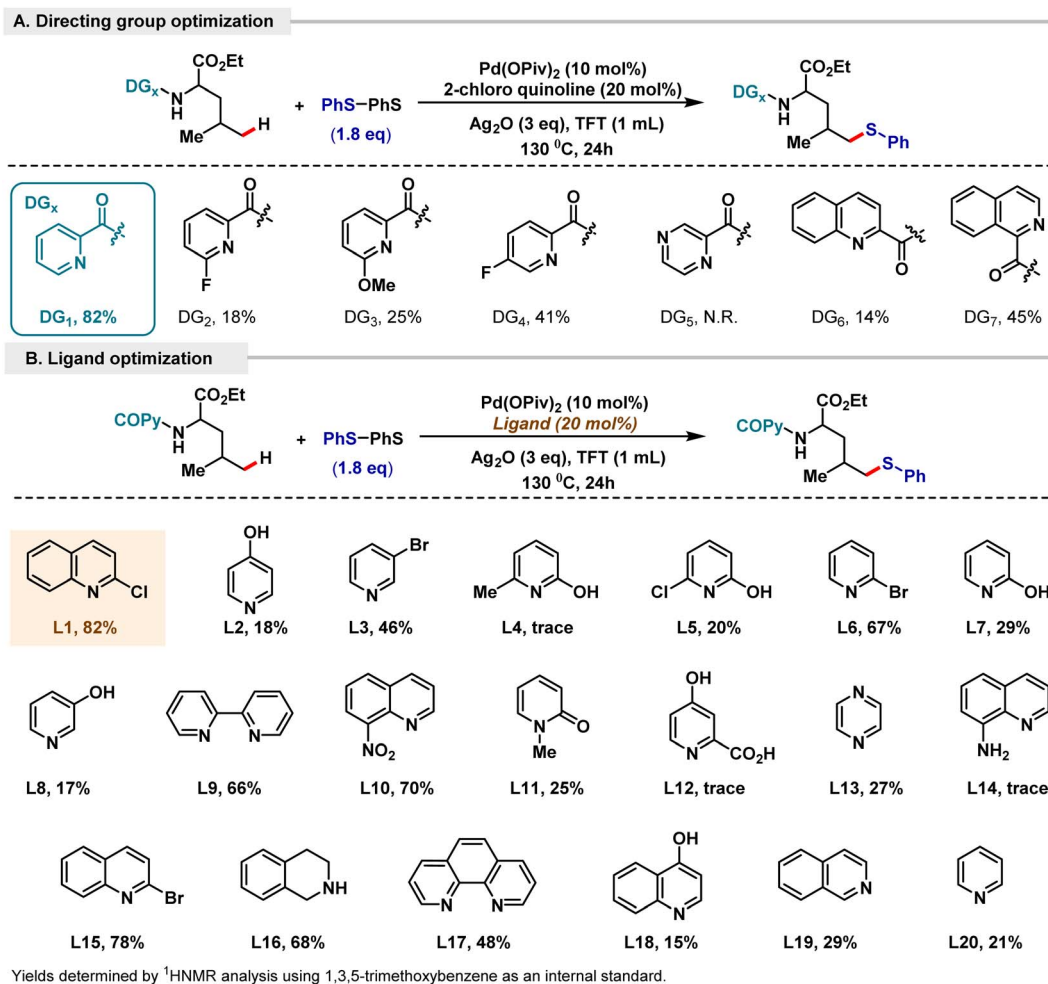 A. Directing group optimization
CO₂Et
DGₓ
N
H
Me
H
+
PhS–PhS
(1.8 eq)
Pd(OPiv)₂ (10 mol%)
2-chloro quinoline (20 mol%)
Ag₂O (3 eq), TFT (1 mL)
130 ⁰C, 24h
CO₂Et
DGₓ
N
H
Me
S
Ph
DGₓ
O
N
DG₁, 82%
O
N
F
DG₂, 18%
O
N
OMe
DG₃, 25%
O
N
F
DG₄, 41%
O
N
N
DG₅, N.R.
N
O
DG₆, 14%
N
O
DG₇, 45%
B. Ligand optimization
CO₂Et
COPy
N
H
Me
H
+
PhS–PhS
(1.8 eq)
Pd(OPiv)₂ (10 mol%)
Ligand (20 mol%)
Ag₂O (3 eq), TFT (1 mL)
130 ⁰C, 24h
CO₂Et
COPy
N
H
Me
S
Ph
N
Cl
L1, 82%
OH
N
L2, 18%
Br
N
L3, 46%
Me
N
OH
L4, trace
Cl
N
OH
L5, 20%
N
Br
L6, 67%
N
OH
L7, 29%
OH
N
L8, 17%
N
N
L9, 66%
N
NO₂
L10, 70%
N
O
Me
L11, 25%
OH
N
CO₂H
L12, trace
N
N
L13, 27%
N
NH₂
L14, trace
N
Br
L15, 78%
NH
L16, 68%
N
N
L17, 48%
OH
N
L18, 15%
N
L19, 29%
N
L20, 21%
Yields determined by ¹HNMR analysis using 1,3,5-trimethoxybenzene as an internal standard.